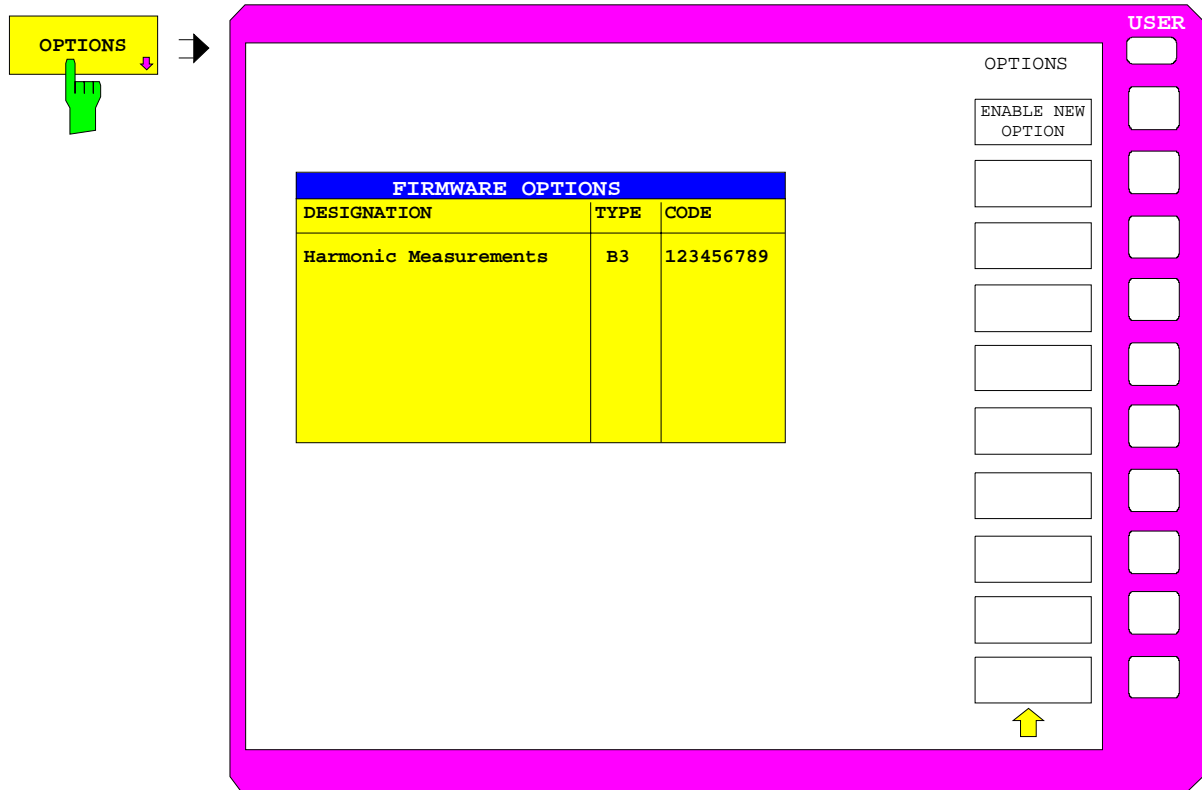 OPTIONS
USER
OPTIONS
ENABLE NEW
OPTION
FIRMWARE OPTIONS
DESIGNATION TYPE CODE
Harmonic Measurements B3 123456789